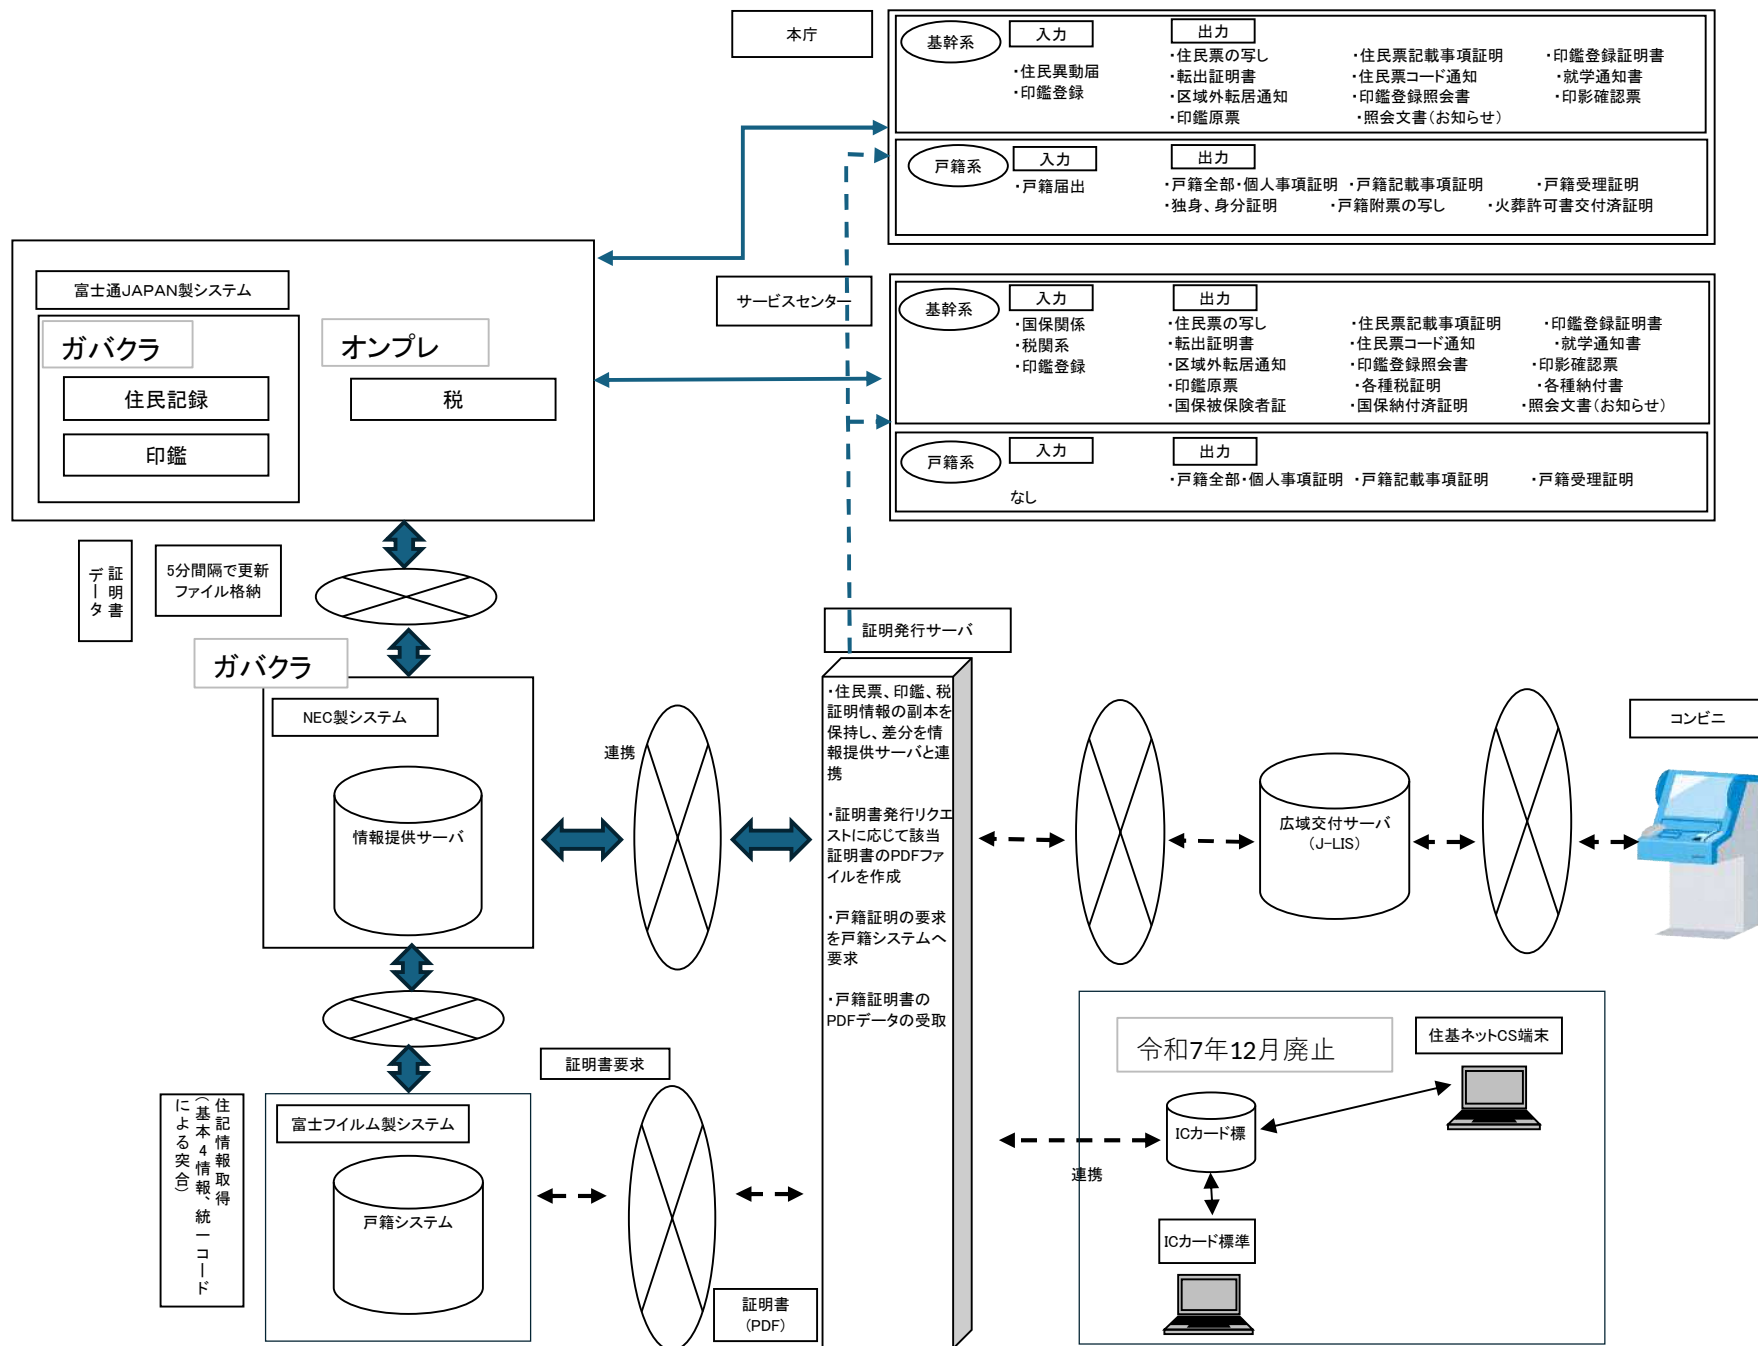 本庁
基幹系
入力
・住民異動届
・印鑑登録
出力
・住民票の写し ・住民票記載事項証明 ・印鑑登録証明書
・転出証明書 ・住民票コード通知 ・就学通知書
・区域外転居通知 ・印鑑登録照会書 ・印影確認票
・印鑑原票 ・照会文書(お知らせ)
戸籍系
入力
・戸籍届出
出力
・戸籍全部・個人事項証明 ・戸籍記載事項証明 ・戸籍受理証明
・独身、身分証明 ・戸籍附票の写し ・火葬許可書交付済証明
サービスセンター
基幹系
入力
・国保関係
・税関系
・印鑑登録
出力
・住民票の写し ・住民票記載事項証明 ・印鑑登録証明書
・転出証明書 ・住民票コード通知 ・就学通知書
・区域外転居通知 ・印鑑登録照会書 ・印影確認票
・印鑑原票 ・各種税証明 ・各種納付書
・国保被保険者証 ・国保納付済証明 ・照会文書(お知らせ)
戸籍系
入力
なし
出力
・戸籍全部・個人事項証明 ・戸籍記載事項証明 ・戸籍受理証明
富士通JAPAN製システム
ガバクラ
住民記録
印鑑
オンプレ
税
証明書
データ
5分間隔で更新
ファイル格納
ガバクラ
NEC製システム
情報提供サーバ
連携
証明発行サーバ
・住民票、印鑑、税
証明情報の副本を
保持し、差分を情
報提供サーバと連
携
・証明書発行リクエ
ストに応じて該当
証明書のPDFファ
イルを作成
・戸籍証明の要求
を戸籍システムへ
要求
・戸籍証明書の
PDFデータの受取
広域交付サーバ
(J-LIS)
コンビニ
住記情報取得
(基本4情報、統一コード
による突合)
富士フイルム製システム
戸籍システム
証明書要求
証明書
(PDF)
令和7年12月廃止
住基ネットCS端末
ICカード標
連携
ICカード標準